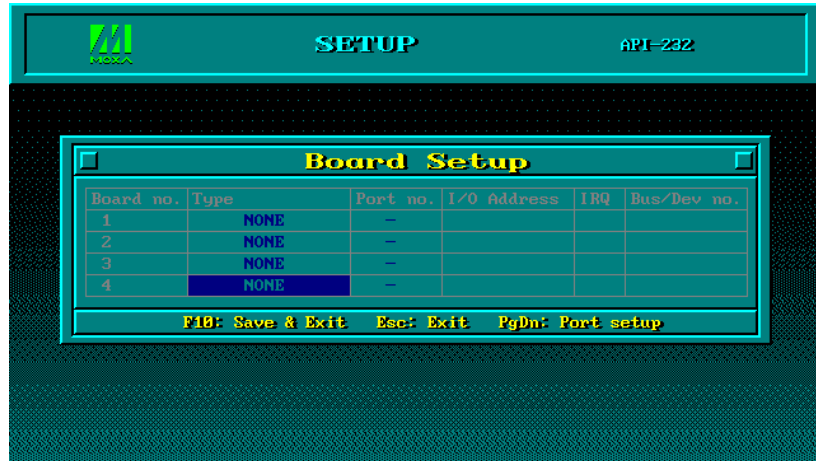 MOXA
SETUP
API-232
Board Setup
Board no. Type Port no. I/O Address IRQ Bus/Dev no.
1 NONE -
2 NONE -
3 NONE -
4 NONE -
F10: Save & Exit Esc: Exit PgDn: Port setup